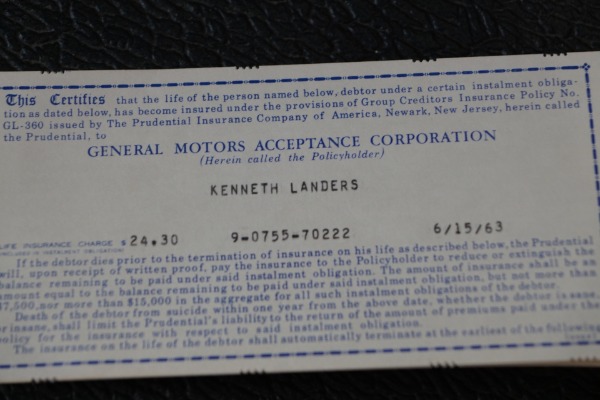 This Certifies that the life of the person named below, debtor under a certain instalment obliga-
tion as dated below, has become insured under the provisions of Group Creditors Insurance Policy No.
GL-360 issued by The Prudential Insurance Company of America, Newark, New Jersey, herein called
the Prudential, to
GENERAL MOTORS ACCEPTANCE CORPORATION
(Herein called the Policyholder)
KENNETH LANDERS
LIFE INSURANCE CHARGE $ 24.30 9-0755-70222 6/15/63
INSTALMENT OBLIGATION
If the debtor dies prior to the termination of insurance on his life as described below, the Prudential
will, upon receipt of written proof, pay the insurance to the Policyholder to reduce or extinguish the
balance remaining to be paid under said instalment obligation. The amount of insurance shall be an
amount equal to the balance remaining to be paid under said instalment obligation, but not more than
$7,500, nor more than $15,000 in the aggregate for all such instalment obligations of the debtor.
Death of the debtor from suicide within one year from the above date, whether the debtor is sane
or insane, shall limit the Prudential's liability to the return of the amount of premiums paid under the
policy for the insurance with respect to said instalment obligation.
The insurance on the life of the debtor shall automatically terminate at the earliest of the following